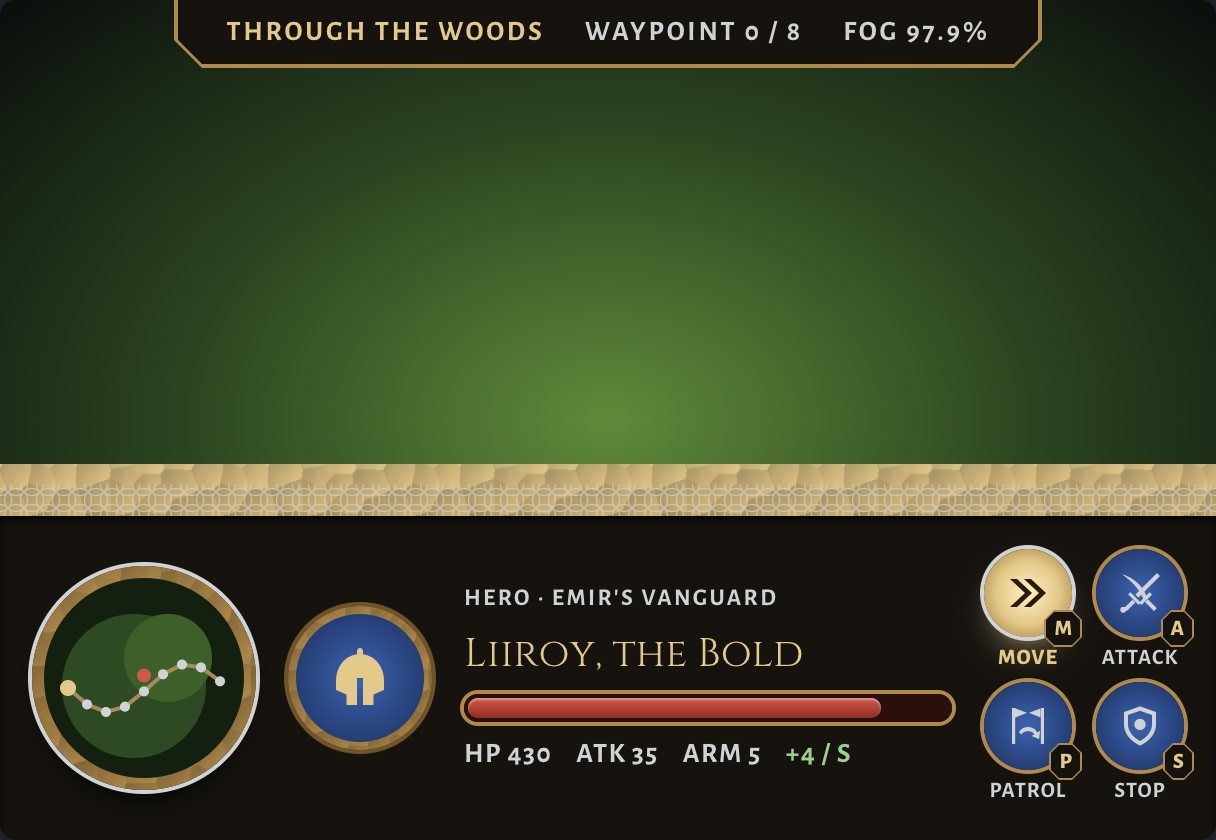 THROUGH THE WOODS WAYPOINT 0 / 8 FOG 97.9%
HERO · EMIR'S VANGUARD
LIIROY, THE BOLD
HP 430 ATK 35 ARM 5 +4 / S
M
MOVE
A
ATTACK
P
PATROL
S
STOP